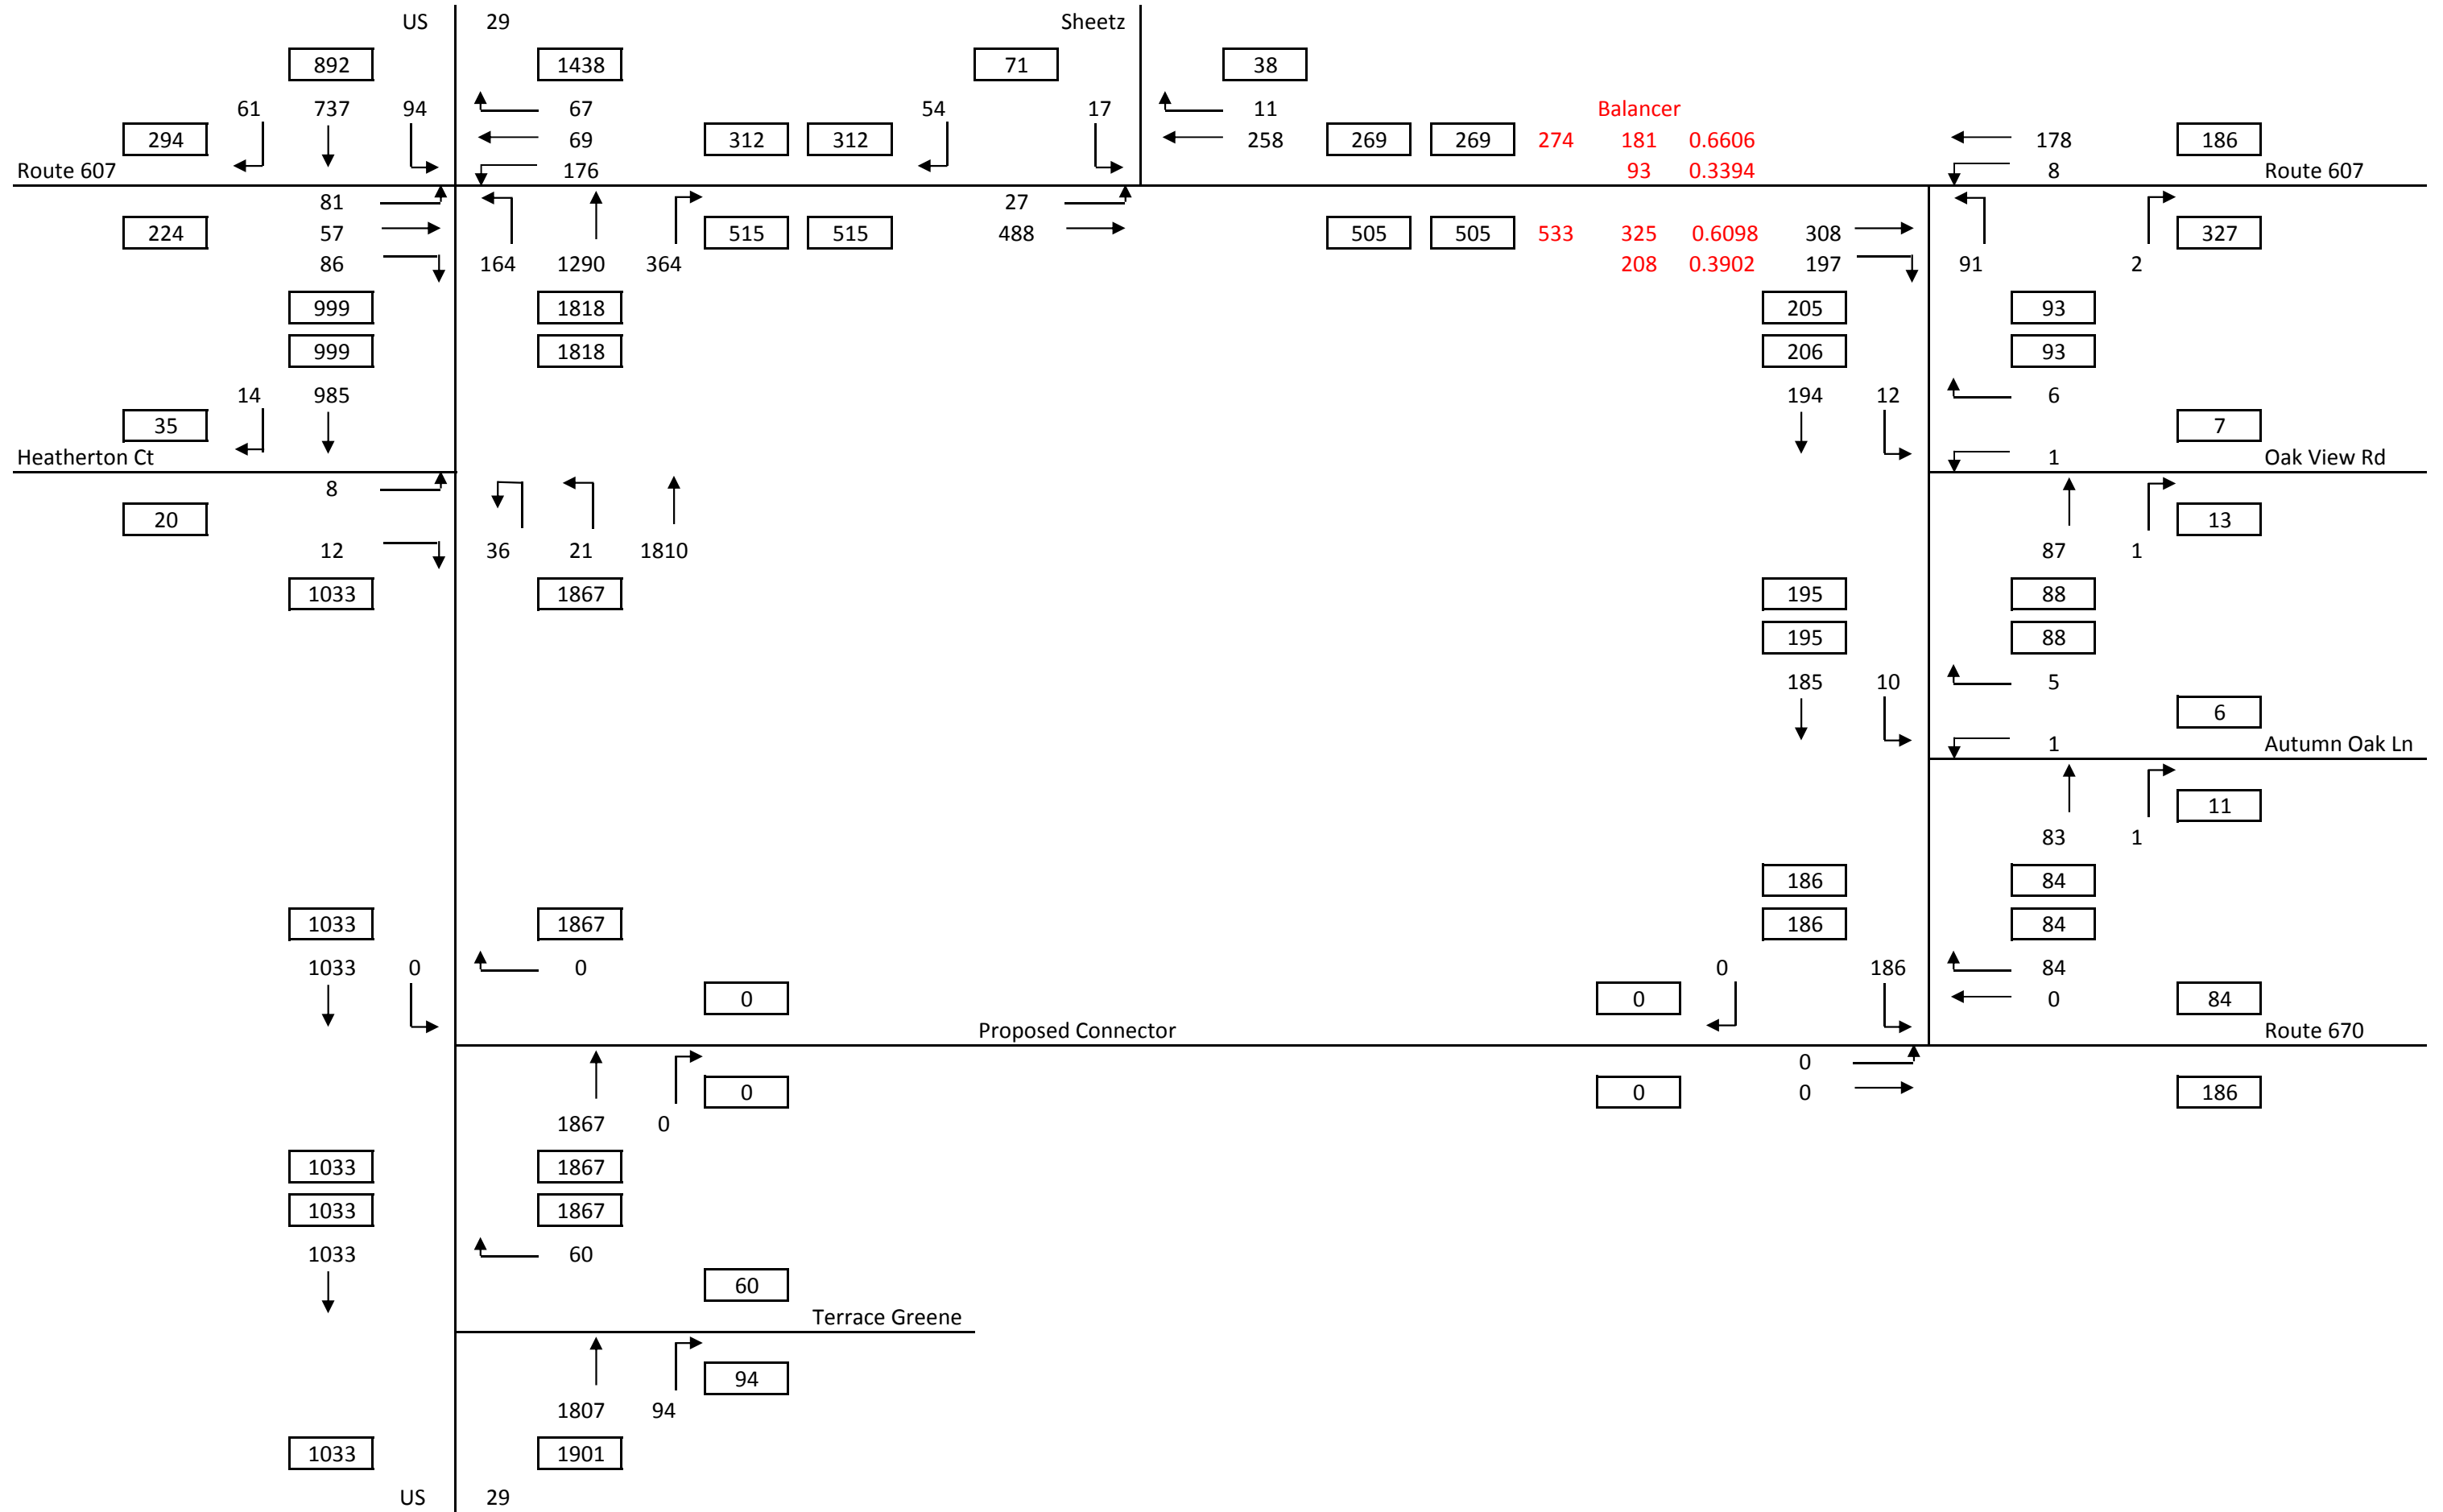 US 29 Sheetz
892 1438 71 38
61 737 94 67 54 17 11 Balancer
294 69 312 312 258 269 269 274 181 0.6606 178 186
Route 607 176 93 0.3394 8 Route 607
81 27
224 57 515 515 488 505 505 533 325 0.6098 308 327
86 164 1290 364 208 0.3902 197 91 2
999 1818 205 93
999 1818 206 93
14 985 194 12 6
35 7
Heatherton Ct 1 Oak View Rd
8
20 13
12 36 21 1810 87 1
1033 1867 195 88
195 88
185 10 5
6
1 Autumn Oak Ln
11
83 1
186 84
1033 1867 186 84
1033 0 0 0 186 84
0 0 0 84
Proposed Connector Route 670
0
0 0 0 186
1867 0
1033 1867
1033 1867
1033 60
60
Terrace Greene
94
1807 94
1033 1901
US 29